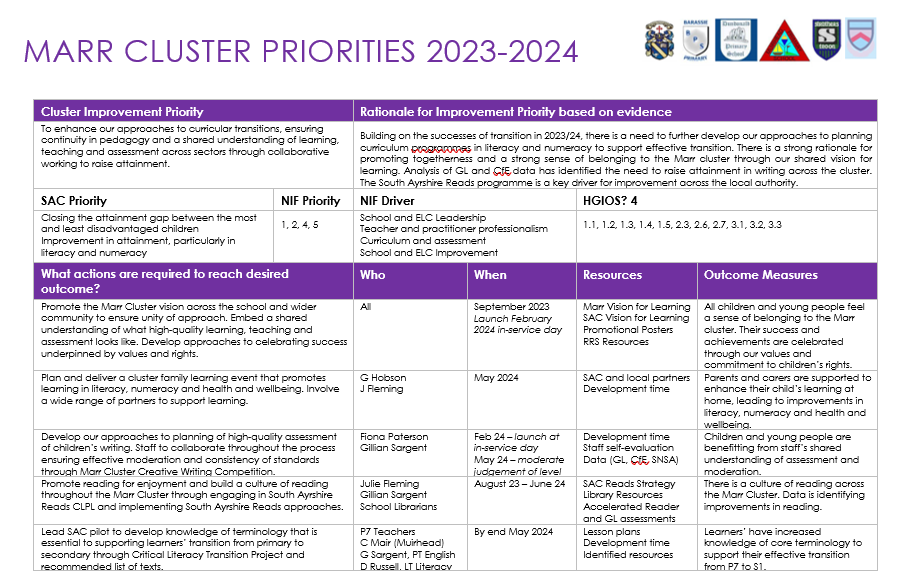 MARR CLUSTER PRIORITIES 2023-2024
Cluster Improvement Priority
Rationale for Improvement Priority based on evidence
To enhance our approaches to curricular transitions, ensuring
continuity in pedagogy and a shared understanding of learning,
teaching and assessment across sectors through collaborative
working to raise attainment.
Building on the successes of transition in 2023/24, there is a need to further develop our approaches to planning
curriculum programmes in literacy and numeracy to support effective transition. There is a strong rationale for
promoting togetherness and a strong sense of belonging to the Marr cluster through our shared vision for
learning. Analysis of GL and CfE data has identified the need to raise attainment in writing across the cluster.
The South Ayrshire Reads programme is a key driver for improvement across the local authority.
SAC Priority
NIF Priority
NIF Driver
HGIOS? 4
Closing the attainment gap between the most
and least disadvantaged children
Improvement in attainment, particularly in
literacy and numeracy
1, 2, 4, 5
School and ELC Leadership
Teacher and practitioner professionalism
Curriculum and assessment
School and ELC Improvement
1.1, 1.2, 1.3, 1.4, 1.5, 2.3, 2.6, 2.7, 3.1, 3.2, 3.3
What actions are required to reach desired
outcome?
Who
When
Resources
Outcome Measures
Promote the Marr Cluster vision across the school and wider
community to ensure unity of approach. Embed a shared
understanding of what high-quality learning, teaching and
assessment looks like. Develop approaches to celebrating success
underpinned by values and rights.
All
September 2023
Launch February
2024 in-service day
Marr Vision for Learning
SAC Vision for Learning
Promotional Posters
RRS Resources
All children and young people feel
a sense of belonging to the Marr
cluster. Their success and
achievements are celebrated
through our values and
commitment to children's rights.
Plan and deliver a cluster family learning event that promotes
learning in literacy, numeracy and health and wellbeing. Involve
a wide range of partners to support learning.
G Hobson
J Fleming
May 2024
SAC and local partners
Development time
Parents and carers are supported to
enhance their child's learning at
home, leading to improvements in
literacy, numeracy and health and
wellbeing.
Develop our approaches to planning of high-quality assessment
of children's writing. Staff to collaborate throughout the process
ensuring effective moderation and consistency of standards
through Marr Cluster Creative Writing Competition.
Fiona Paterson
Gillian Sargent
Feb 24 – launch at
in-service day
May 24 – moderate
judgement of level
Development time
Staff self-evaluation
Data (GL, CfE, SNSA)
Children and young people are
benefitting from staff's shared
understanding of assessment and
moderation.
Promote reading for enjoyment and build a culture of reading
throughout the Marr Cluster through engaging in South Ayrshire
Reads CLPL and implementing South Ayrshire Reads approaches.
Julie Fleming
Gillian Sargent
School Librarians
August 23 – June 24
SAC Reads Strategy
Library Resources
Accelerated Reader
and GL assessments
There is a culture of reading across
the Marr Cluster. Data is identifying
improvements in reading.
Lead SAC pilot to develop knowledge of terminology that is
essential to supporting learners' transition from primary to
secondary through Critical Literacy Transition Project and
recommended list of texts.
P7 Teachers
C Mair (Muirhead)
G Sargent, PT English
D Russell, LT Literacy
By end May 2024
Lesson plans
Development time
Identified resources
Learners' have increased
knowledge of core terminology to
support their effective transition
from P7 to S1.